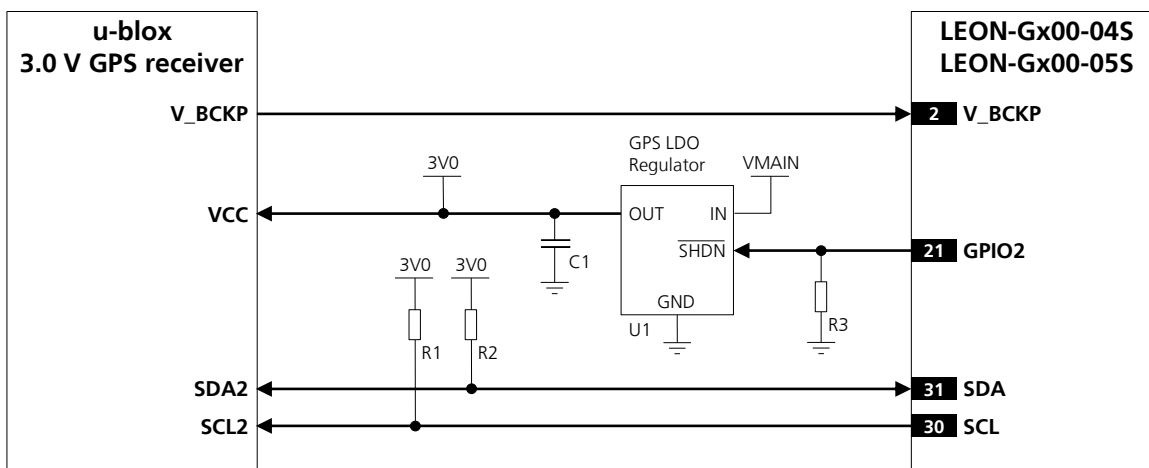 u-blox
3.0 V GPS receiver
LEON-Gx00-04S
LEON-Gx00-05S
V_BCKP
2 V_BCKP
GPS LDO
Regulator
3V0
VMAIN
VCC
OUT
IN
SHDN
21 GPIO2
C1
3V0
3V0
GND
U1
R3
R1
R2
SDA2
31 SDA
SCL2
30 SCL